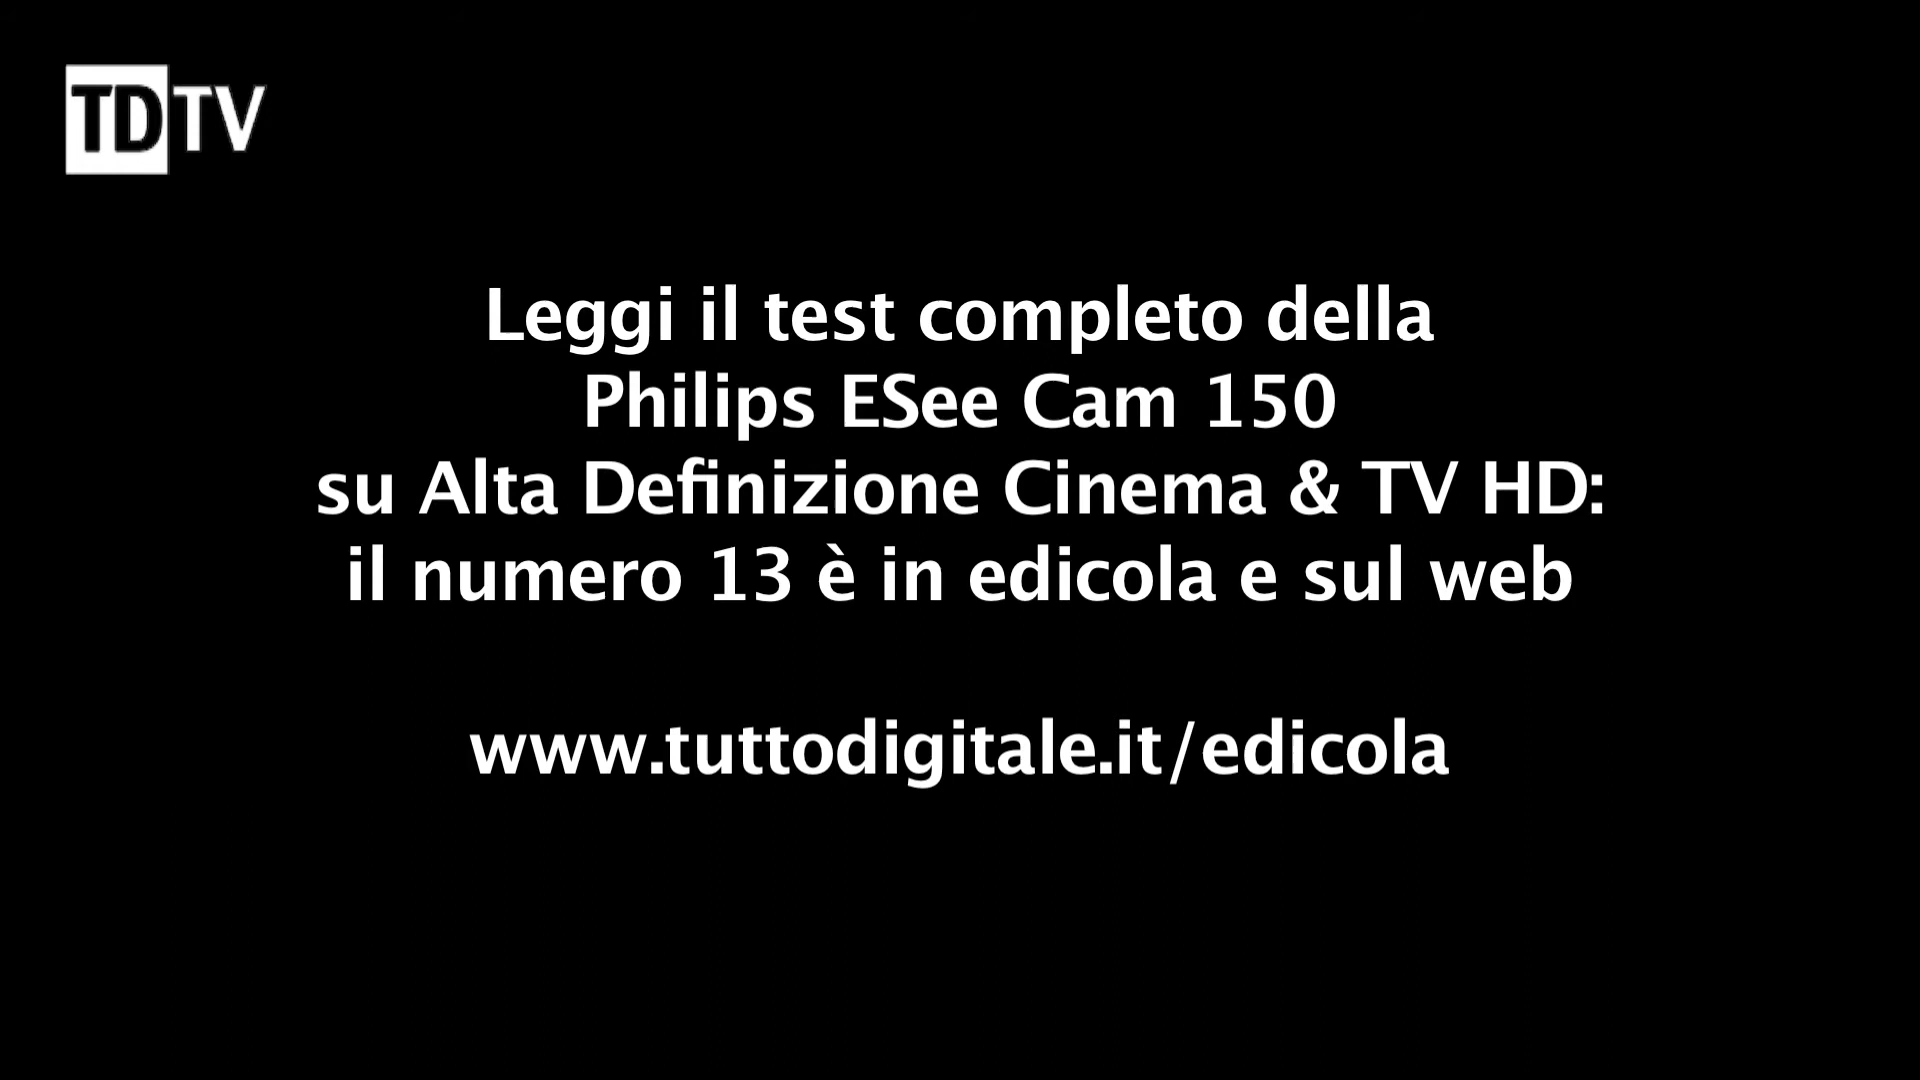 TDTV
Leggi il test completo della
Philips ESee Cam 150
su Alta Definizione Cinema & TV HD:
il numero 13 è in edicola e sul web
www.tuttodigitale.it/edicola